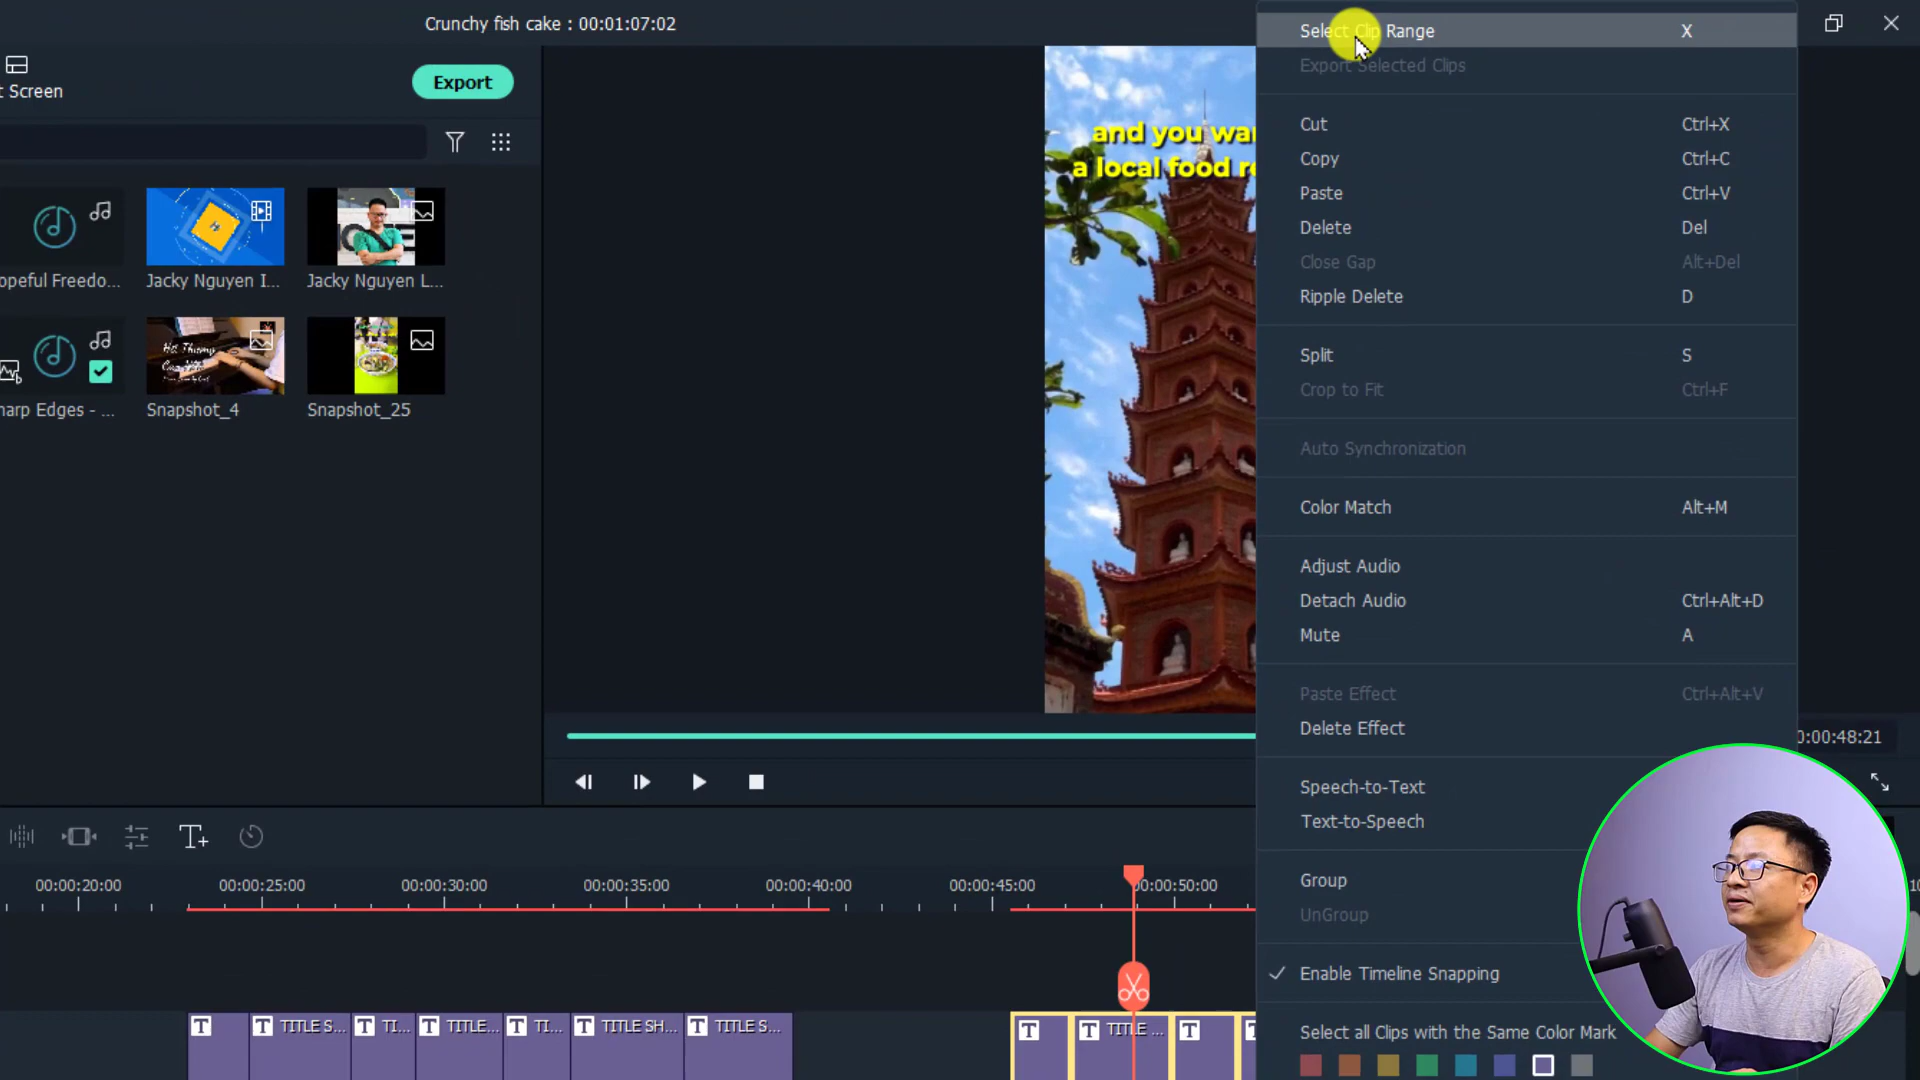 Crunchy fish cake : 00:01:07:02
t Screen
Export
opeful Freedo...
Jacky Nguyen I...
Jacky Nguyen L...
harp Edges - ...
Snapshot_4
Snapshot_25
and you wa
a local food re
Select Clip Range X
Export Selected Clips
Cut Ctrl+X
Copy Ctrl+C
Paste Ctrl+V
Delete Del
Close Gap Alt+Del
Ripple Delete D
Split S
Crop to Fit Ctrl+F
Auto Synchronization
Color Match Alt+M
Adjust Audio
Detach Audio Ctrl+Alt+D
Mute A
Paste Effect Ctrl+Alt+V
Delete Effect
Speech-to-Text
Text-to-Speech
Group
UnGroup
Enable Timeline Snapping
Select all Clips with the Same Color Mark
0:00:48:21
00:00:20:00 00:00:25:00 00:00:30:00 00:00:35:00 00:00:40:00 00:00:45:00 00:00:50:00
T T TITLE S... T TI... T TITLE... T TI... T TITLE SH... T TITLE S... T T TITLE ... T